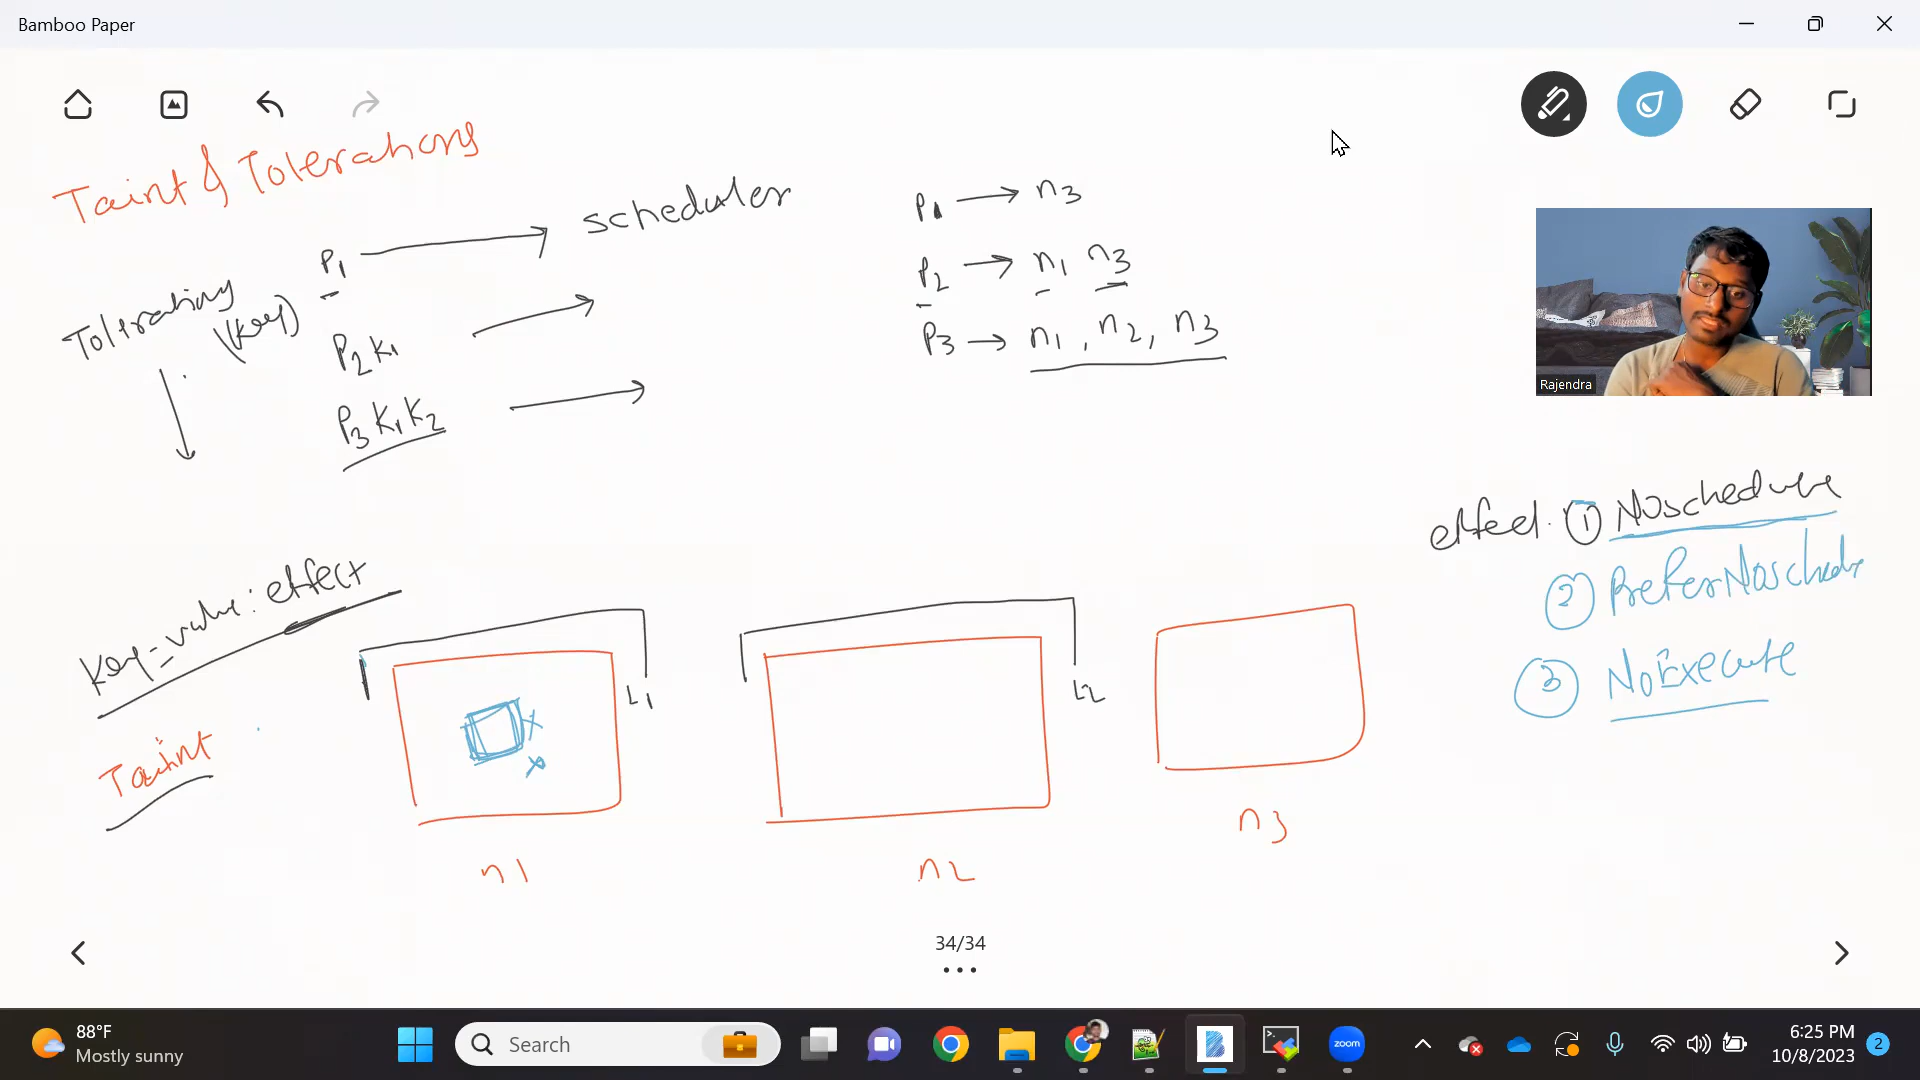 Bamboo Paper
Taint & Tolerations
P1 → scheduler
Tolerating
(key)
P2 K1 →
P3 K1 K2 →
P1 → n3
P2 → n1 n3
P3 → n1, n2, n3
Rajendra
effect: ① NoSchedule
② PreferNoSchedule
③ NoExecute
key=value: effect
Taint
L1
L2
X
X
n1
n2
n3
34/34
88°F
Mostly sunny
Search
zoom
6:25 PM
10/8/2023
2